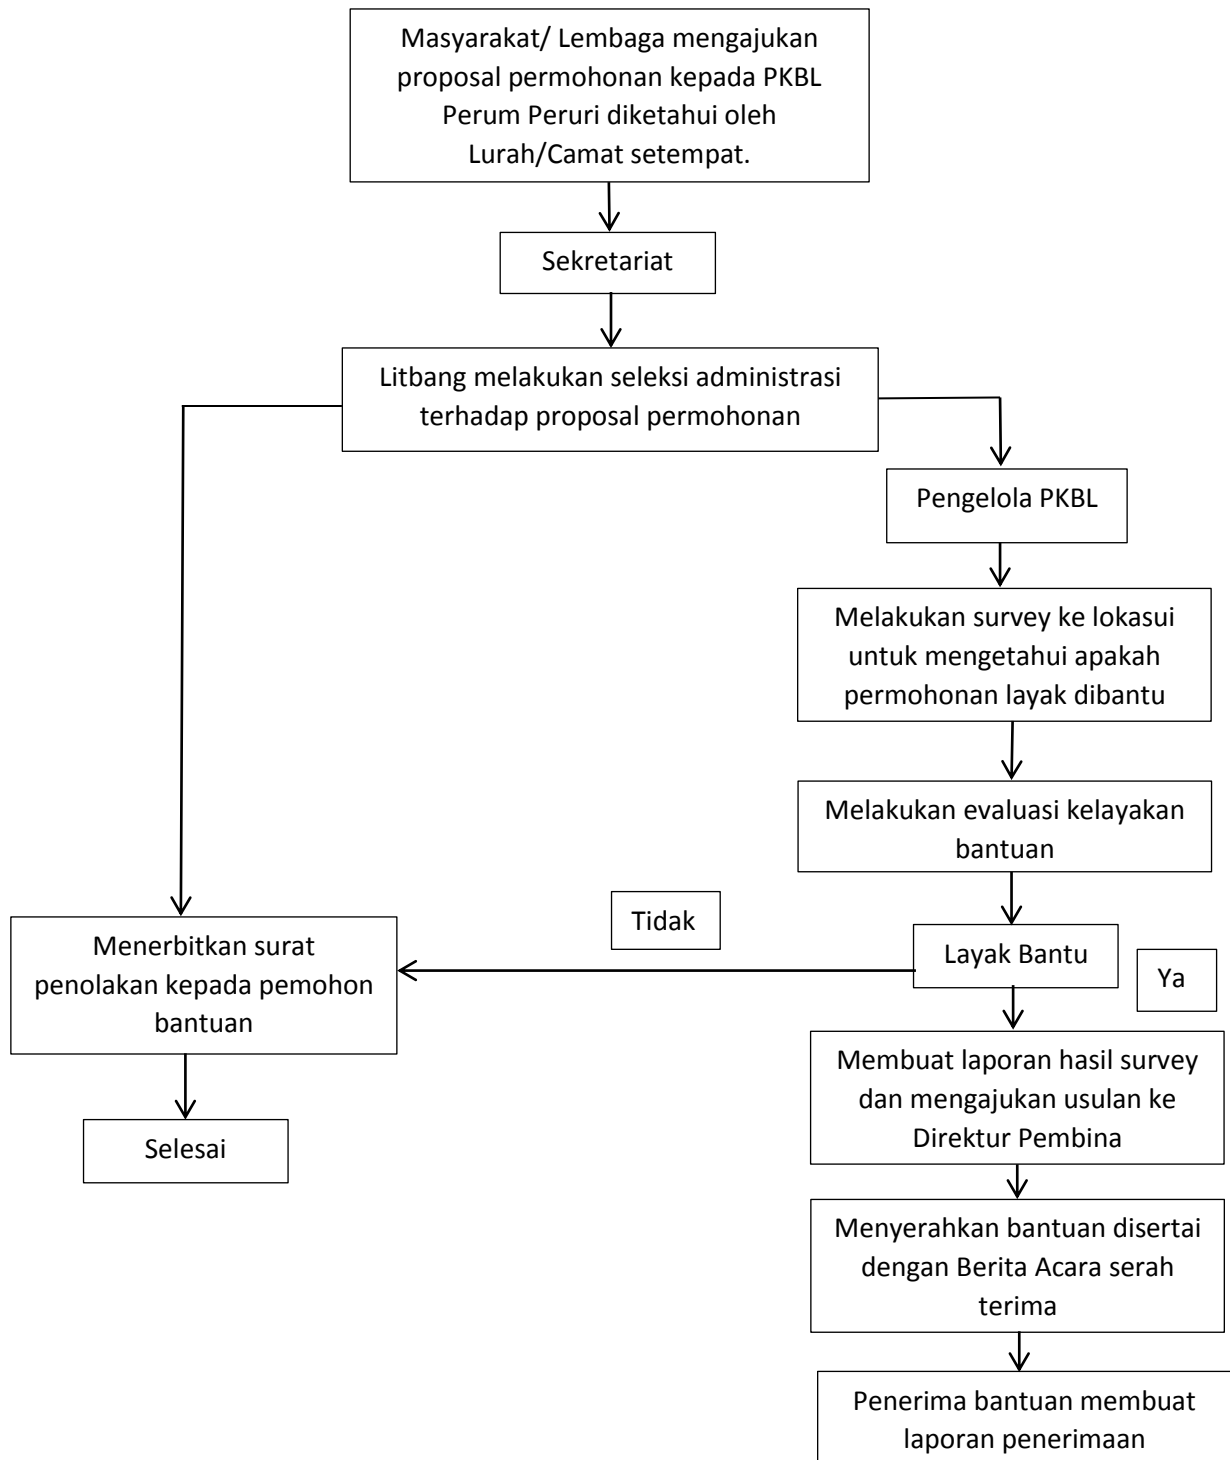 Masyarakat/ Lembaga mengajukan
proposal permohonan kepada PKBL
Perum Peruri diketahui oleh
Lurah/Camat setempat.
Sekretariat
Litbang melakukan seleksi administrasi
terhadap proposal permohonan
Pengelola PKBL
Melakukan survey ke lokasui
untuk mengetahui apakah
permohonan layak dibantu
Melakukan evaluasi kelayakan
bantuan
Tidak
Layak Bantu
Ya
Menerbitkan surat
penolakan kepada pemohon
bantuan
Selesai
Membuat laporan hasil survey
dan mengajukan usulan ke
Direktur Pembina
Menyerahkan bantuan disertai
dengan Berita Acara serah
terima
Penerima bantuan membuat
laporan penerimaan